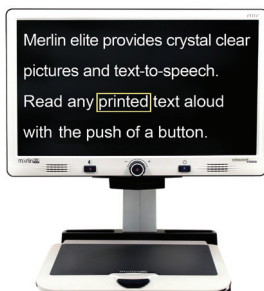 Merlin elite provides crystal clear
pictures and text-to-speech.
Read any printed text aloud
with the push of a button.
merlin